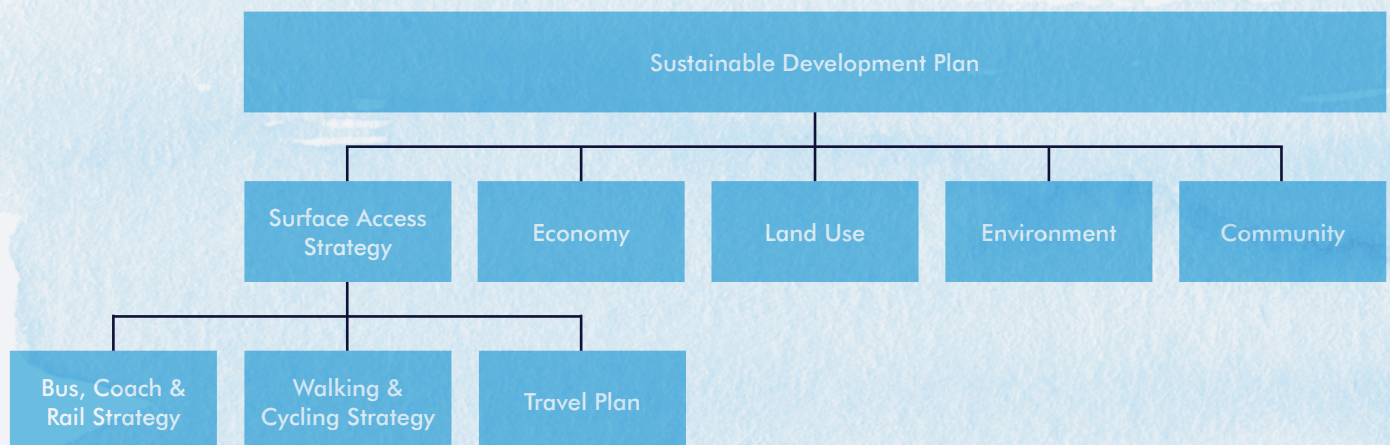 Sustainable Development Plan
Surface Access
Strategy
Economy
Land Use
Environment
Community
Bus, Coach &
Rail Strategy
Walking &
Cycling Strategy
Travel Plan